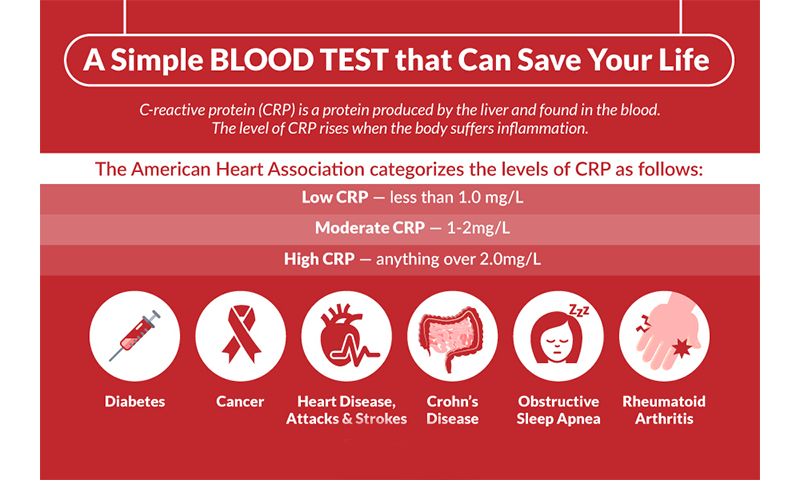 A Simple BLOOD TEST that Can Save Your Life
C-reactive protein (CRP) is a protein produced by the liver and found in the blood.
The level of CRP rises when the body suffers inflammation.
The American Heart Association categorizes the levels of CRP as follows:
Low CRP — less than 1.0 mg/L
Moderate CRP — 1-2mg/L
High CRP — anything over 2.0mg/L
Zzz
Diabetes
Cancer
Heart Disease,
Attacks & Strokes
Crohn's
Disease
Obstructive
Sleep Apnea
Rheumatoid
Arthritis